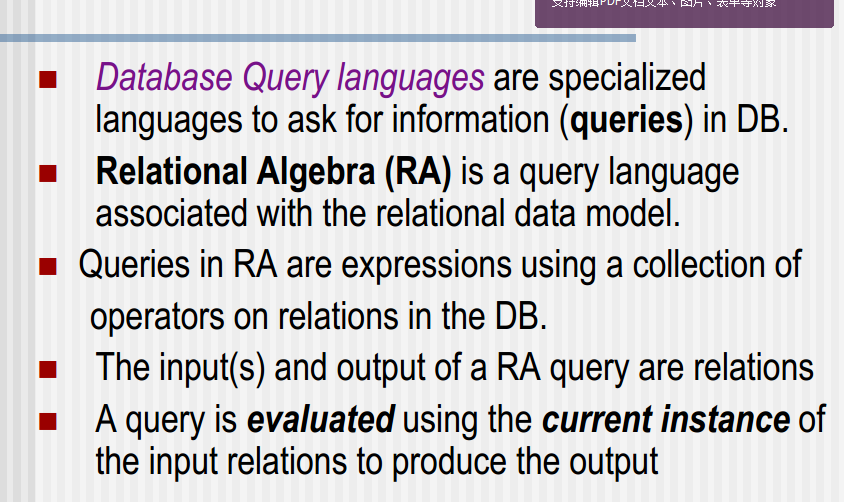 支持编辑PDF文档文本、图片、表单等对象
Database Query languages are specialized
languages to ask for information (queries) in DB.
Relational Algebra (RA) is a query language
associated with the relational data model.
Queries in RA are expressions using a collection of
operators on relations in the DB.
The input(s) and output of a RA query are relations
A query is evaluated using the current instance of
the input relations to produce the output